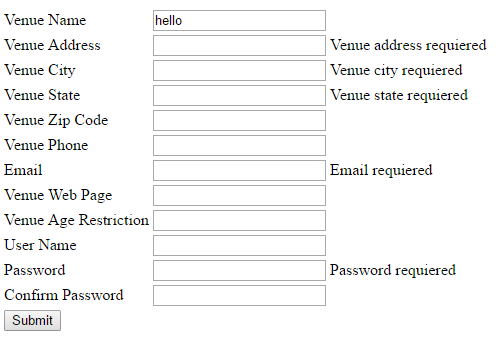 Venue Name hello
Venue Address Venue address requiered
Venue City Venue city requiered
Venue State Venue state requiered
Venue Zip Code
Venue Phone
Email Email requiered
Venue Web Page
Venue Age Restriction
User Name
Password Password requiered
Confirm Password
Submit